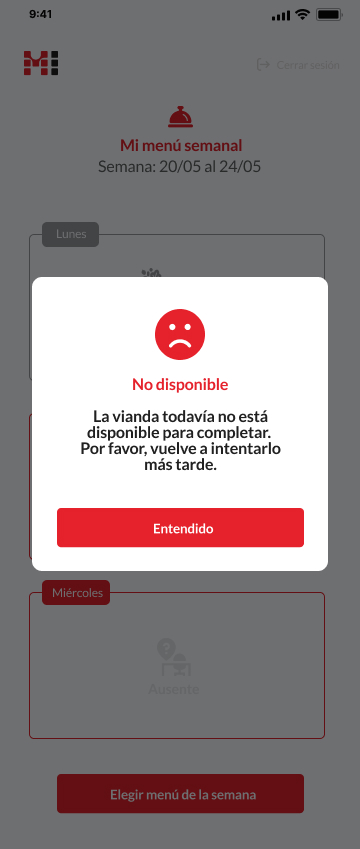 9:41
MI
Cerrar sesión
Mi menú semanal
Semana: 20/05 al 24/05
Lunes
No disponible
La vianda todavía no está
disponible para completar.
Por favor, vuelve a intentarlo
más tarde.
Entendido
Miércoles
?
Ausente
Elegir menú de la semana